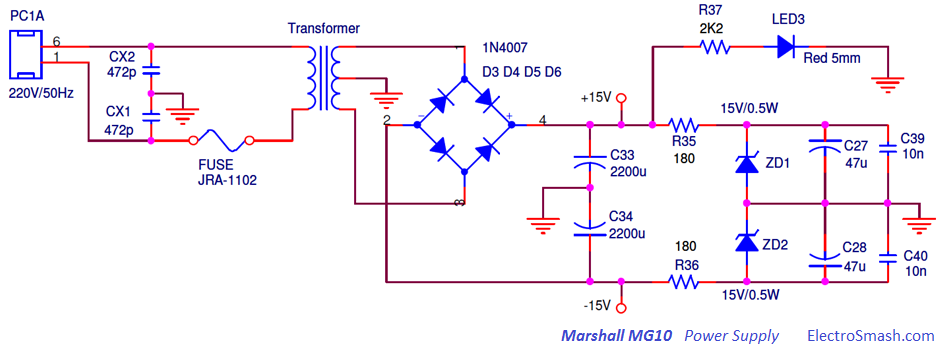 PC1A
6
1
220V/50Hz
CX2
472p
CX1
472p
FUSE
JRA-1102
Transformer
1N4007
D3 D4 D5 D6
1
2
-
+
4
3
+15V
-15V
C33
2200u
C34
2200u
R37
2K2
LED3
Red 5mm
R35
180
180
R36
15V/0.5W
ZD1
ZD2
15V/0.5W
C27
47u
C28
47u
C39
10n
C40
10n
Marshall MG10 Power Supply ElectroSmash.com